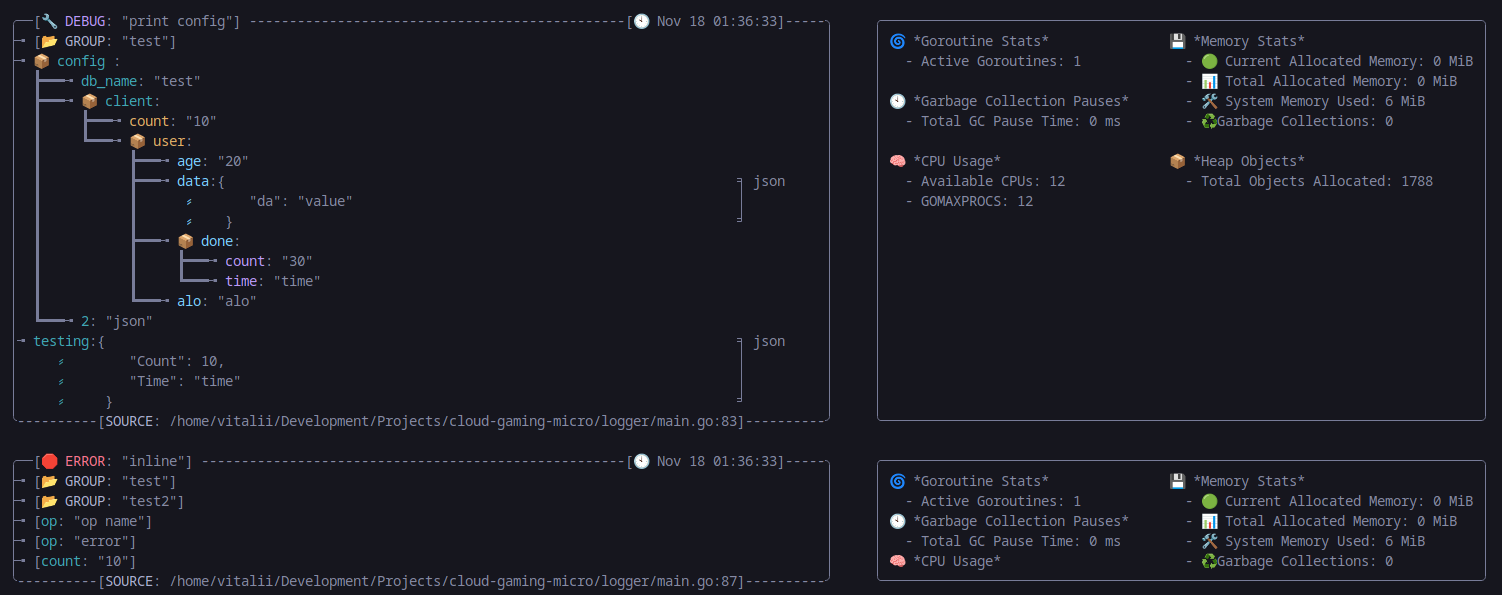 [🔧 DEBUG: "print config"] -----------------------------------------------[🕙 Nov 18 01:36:33]-----
[📂 GROUP: "test"]
📦 config :
db_name: "test"
📦 client:
count: "10"
📦 user:
age: "20"
data:{ json
"da": "value"
}
📦 done:
count: "30"
time: "time"
alo: "alo"
2: "json"
testing:{ json
"Count": 10,
"Time": "time"
}
----------[SOURCE: /home/vitalii/Development/Projects/cloud-gaming-micro/logger/main.go:83]----------
🌀 *Goroutine Stats*
- Active Goroutines: 1
🕙 *Garbage Collection Pauses*
- Total GC Pause Time: 0 ms
🧠 *CPU Usage*
- Available CPUs: 12
- GOMAXPROCS: 12
💾 *Memory Stats*
- 🟢 Current Allocated Memory: 0 MiB
- 📊 Total Allocated Memory: 0 MiB
- 🛠 System Memory Used: 6 MiB
- ♻Garbage Collections: 0
📦 *Heap Objects*
- Total Objects Allocated: 1788
[🛑 ERROR: "inline"] -----------------------------------------------------[🕙 Nov 18 01:36:33]-----
[📂 GROUP: "test"]
[📂 GROUP: "test2"]
[op: "op name"]
[op: "error"]
[count: "10"]
----------[SOURCE: /home/vitalii/Development/Projects/cloud-gaming-micro/logger/main.go:87]----------
🌀 *Goroutine Stats*
- Active Goroutines: 1
🕙 *Garbage Collection Pauses*
- Total GC Pause Time: 0 ms
🧠 *CPU Usage*
💾 *Memory Stats*
- 🟢 Current Allocated Memory: 0 MiB
- 📊 Total Allocated Memory: 0 MiB
- 🛠 System Memory Used: 6 MiB
- ♻Garbage Collections: 0